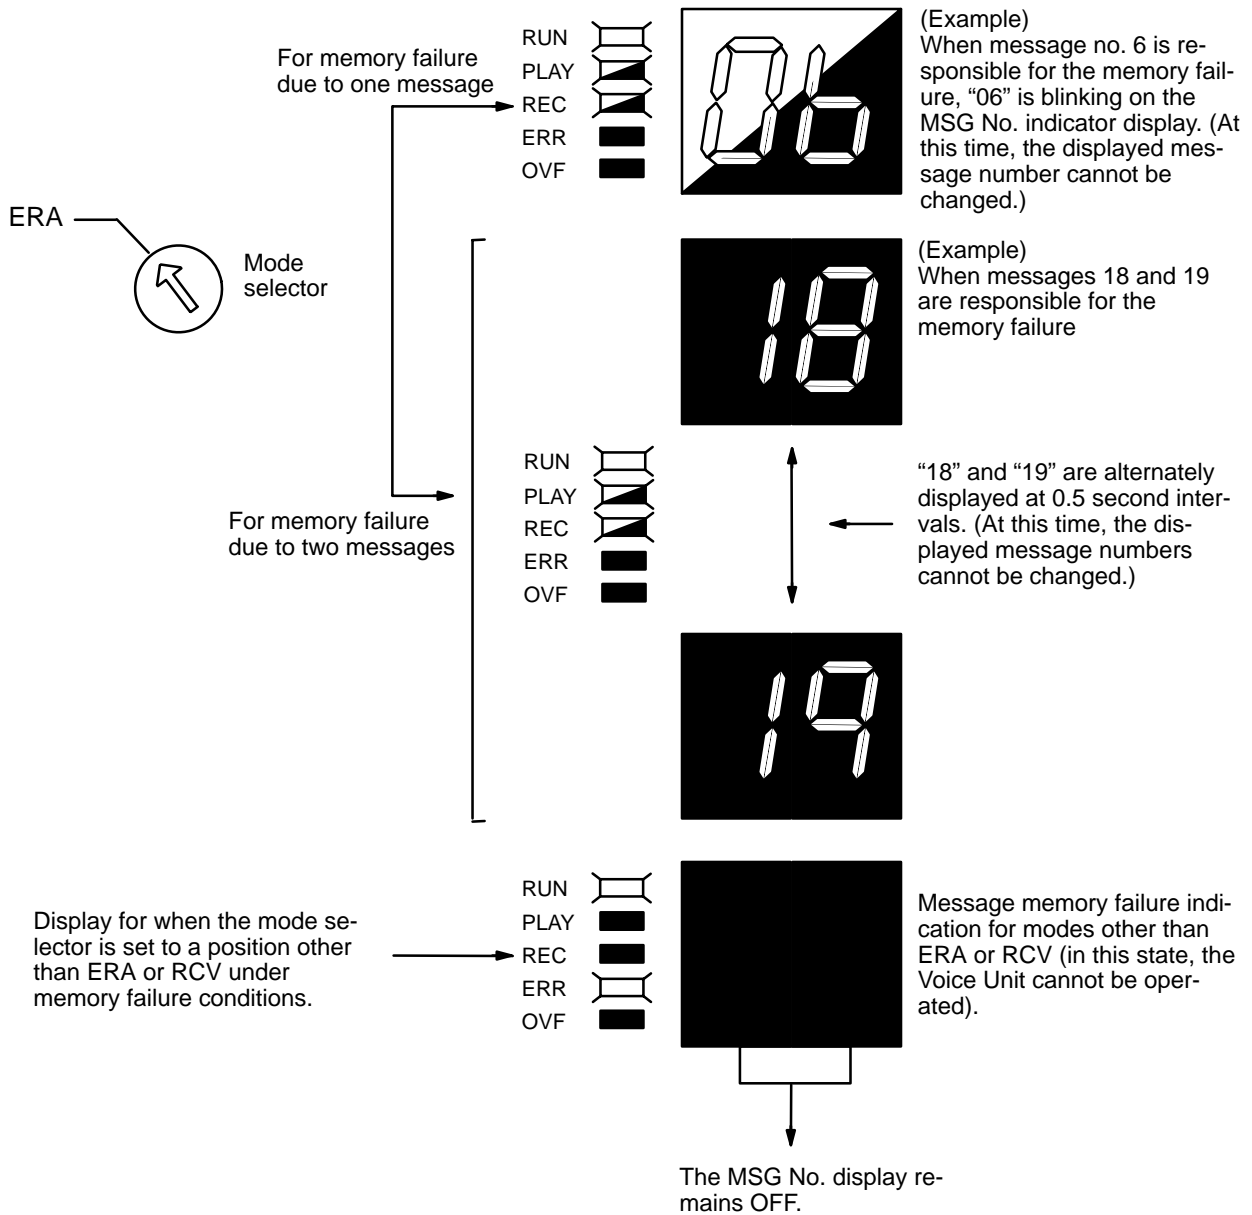 For memory failure
due to one message
RUN
PLAY
REC
ERR
OVF
06
(Example)
When message no. 6 is re-
sponsible for the memory fail-
ure, “06” is blinking on the
MSG No. indicator display. (At
this time, the displayed mes-
sage number cannot be
changed.)
ERA
Mode
selector
18
(Example)
When messages 18 and 19
are responsible for the
memory failure
For memory failure
due to two messages
RUN
PLAY
REC
ERR
OVF
“18” and “19” are alternately
displayed at 0.5 second inter-
vals. (At this time, the dis-
played message numbers
cannot be changed.)
19
Display for when the mode se-
lector is set to a position other
than ERA or RCV under
memory failure conditions.
RUN
PLAY
REC
ERR
OVF
Message memory failure indi-
cation for modes other than
ERA or RCV (in this state, the
Voice Unit cannot be oper-
ated).
The MSG No. display re-
mains OFF.